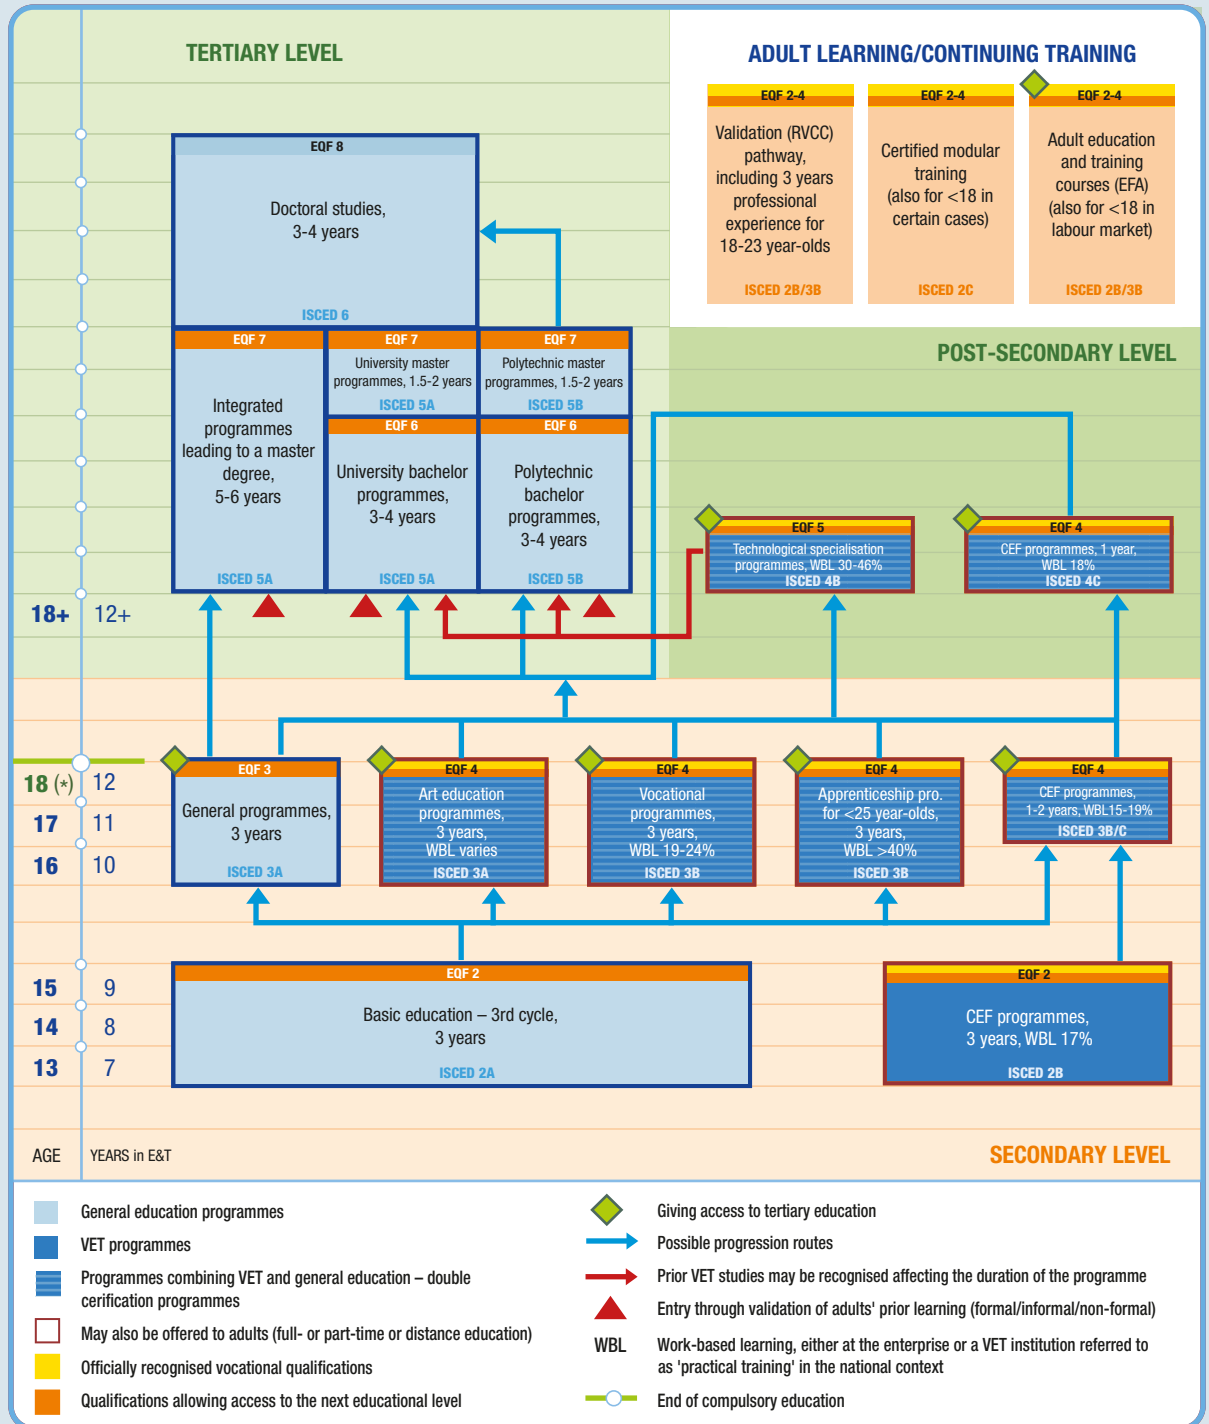 TERTIARY LEVEL
ADULT LEARNING/CONTINUING TRAINING
EQF 2-4
Validation (RVCC)
pathway,
including 3 years
professional
experience for
18-23 year-olds
ISCED 2B/3B
EQF 2-4
Certified modular
training
(also for <18 in
certain cases)
ISCED 2C
EQF 2-4
Adult education
and training
courses (EFA)
(also for <18 in
labour market)
ISCED 2B/3B
EQF 8
Doctoral studies,
3-4 years
ISCED 6
EQF 7
Integrated
programmes
leading to a master
degree,
5-6 years
ISCED 5A
EQF 7
University master
programmes, 1.5-2 years
ISCED 5A
EQF 6
University bachelor
programmes,
3-4 years
ISCED 5A
EQF 7
Polytechnic master
programmes, 1.5-2 years
ISCED 5B
EQF 6
Polytechnic
bachelor
programmes,
3-4 years
ISCED 5B
POST-SECONDARY LEVEL
EQF 5
Technological specialisation
programmes, WBL 30-46%
ISCED 4B
EQF 4
CEF programmes, 1 year,
WBL 18%
ISCED 4C
18+ 12+
18 (*) 12
17 11
16 10
EQF 3
General programmes,
3 years
ISCED 3A
EQF 4
Art education
programmes,
3 years,
WBL varies
ISCED 3A
EQF 4
Vocational
programmes,
3 years,
WBL 19-24%
ISCED 3B
EQF 4
Apprenticeship pro.
for <25 year-olds,
3 years,
WBL >40%
ISCED 3B
EQF 4
CEF programmes,
1-2 years, WBL15-19%
ISCED 3B/C
15 9
14 8
13 7
EQF 2
Basic education – 3rd cycle,
3 years
ISCED 2A
EQF 2
CEF programmes,
3 years, WBL 17%
ISCED 2B
AGE YEARS in E&T
SECONDARY LEVEL
General education programmes
VET programmes
Programmes combining VET and general education – double
cerification programmes
May also be offered to adults (full- or part-time or distance education)
Officially recognised vocational qualifications
Qualifications allowing access to the next educational level
Giving access to tertiary education
Possible progression routes
Prior VET studies may be recognised affecting the duration of the programme
Entry through validation of adults' prior learning (formal/informal/non-formal)
WBL Work-based learning, either at the enterprise or a VET institution referred to
as 'practical training' in the national context
End of compulsory education